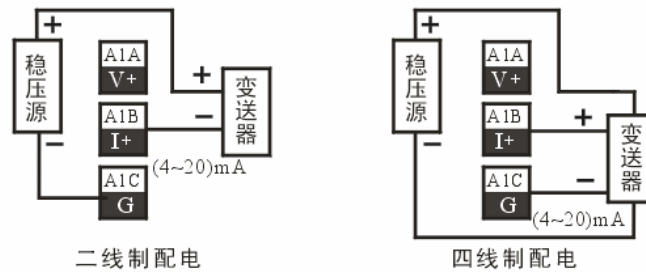 +
稳压源
−
A1A
V+
A1B
I+
A1C
G
+
−
变送器
(4~20)mA
二线制配电
+
稳压源
−
A1A
V+
A1B
I+
A1C
G
+
−
变送器
(4~20)mA
四线制配电